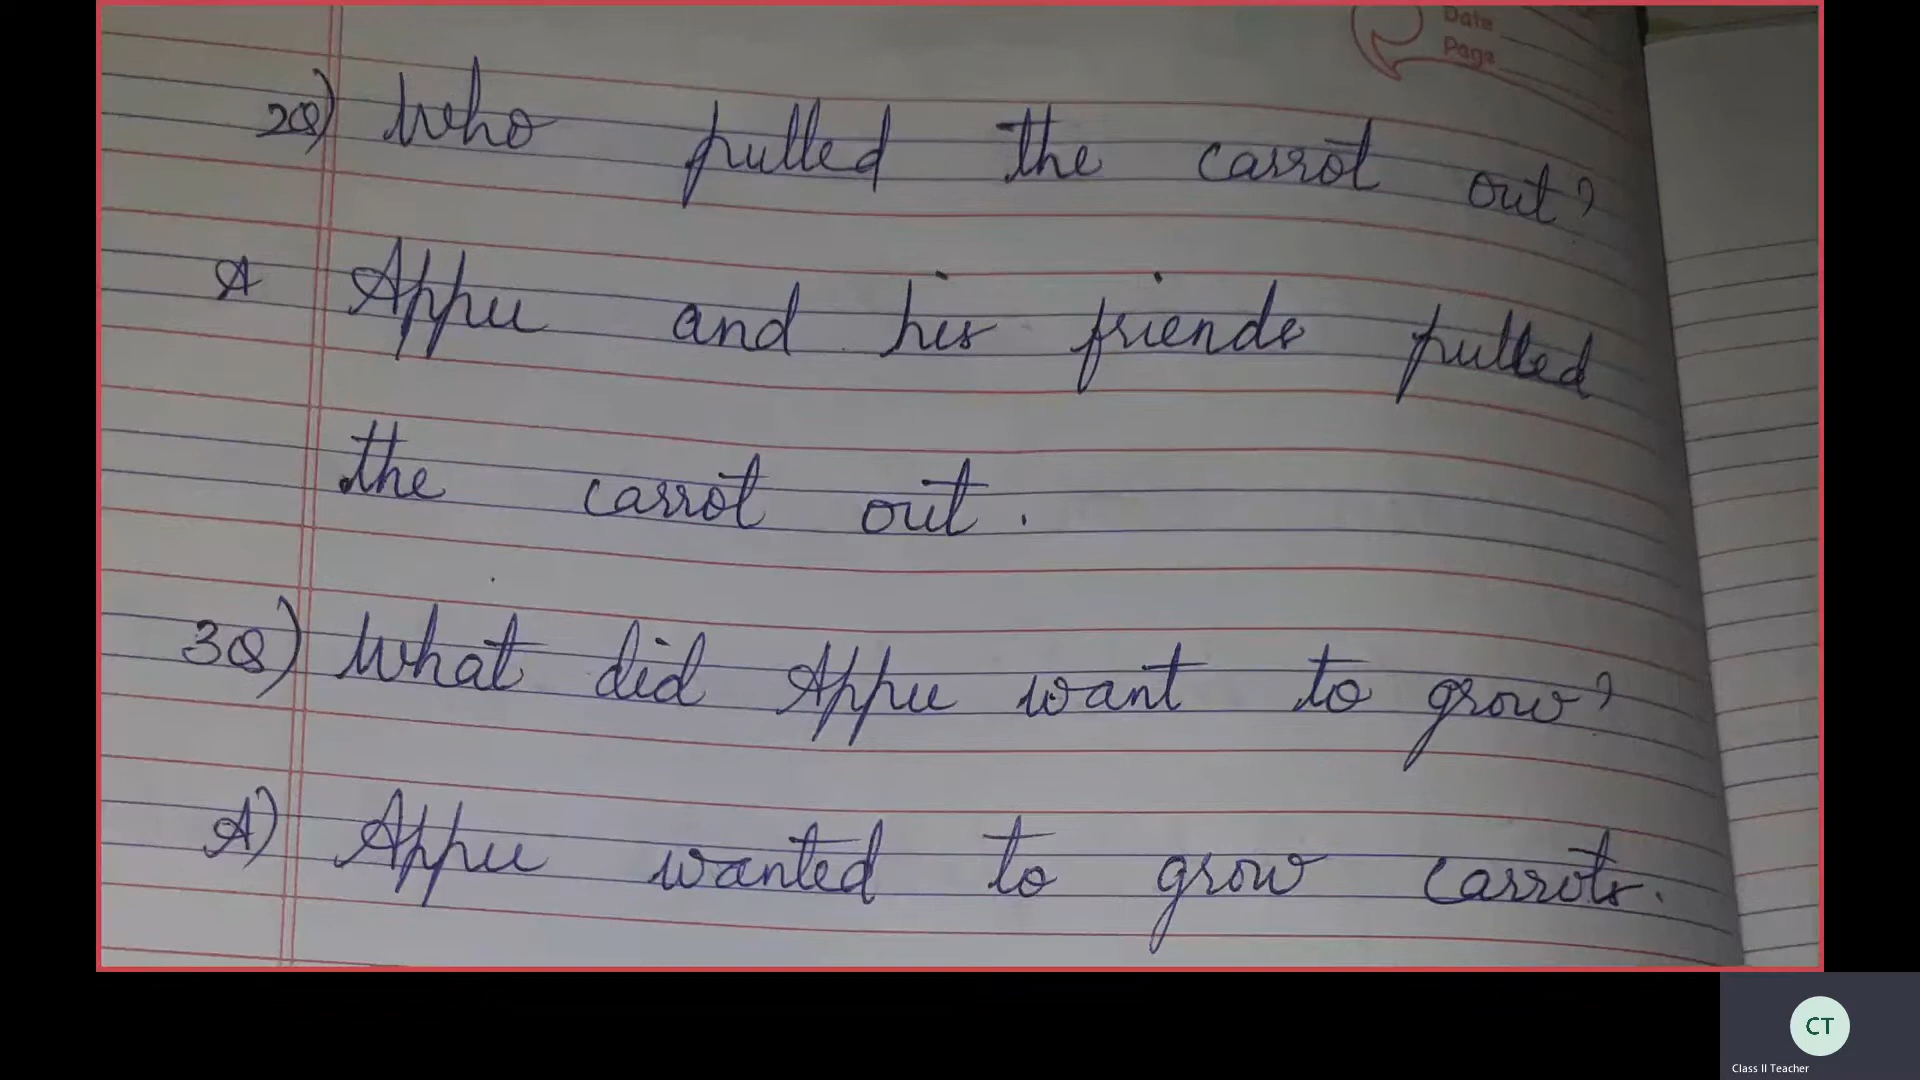 Date
Page
2Q) Who pulled the carrot out?
A Appu and his friends pulled
the carrot out.
3Q) What did Appu want to grow?
A) Appu wanted to grow carrots.
CT
Class II Teacher